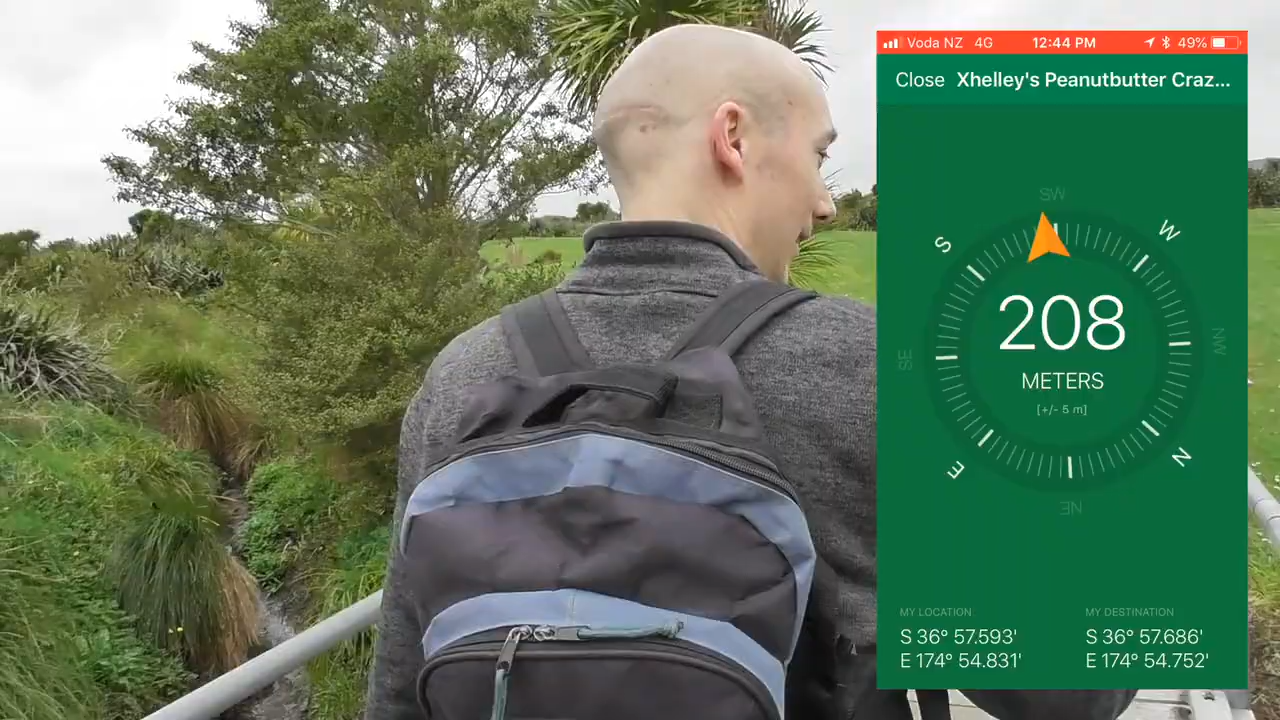 Voda NZ 4G 12:44 PM 49%
Close Xhelley's Peanutbutter Craz...
SW
S W
SE NW
208
METERS
[+/- 5 m]
E N
NE
MY LOCATION MY DESTINATION
S 36° 57.593' S 36° 57.686'
E 174° 54.831' E 174° 54.752'